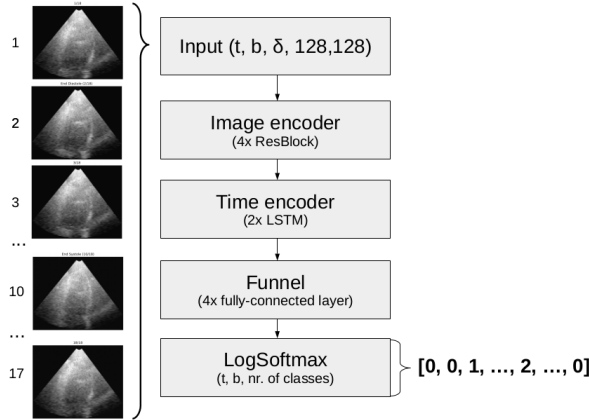 1
2
3
...
10
...
17
Input (t, b, δ, 128,128)
Image encoder
(4x ResBlock)
Time encoder
(2x LSTM)
Funnel
(4x fully-connected layer)
LogSoftmax
(t, b, nr. of classes)
[0, 0, 1, ..., 2, ..., 0]